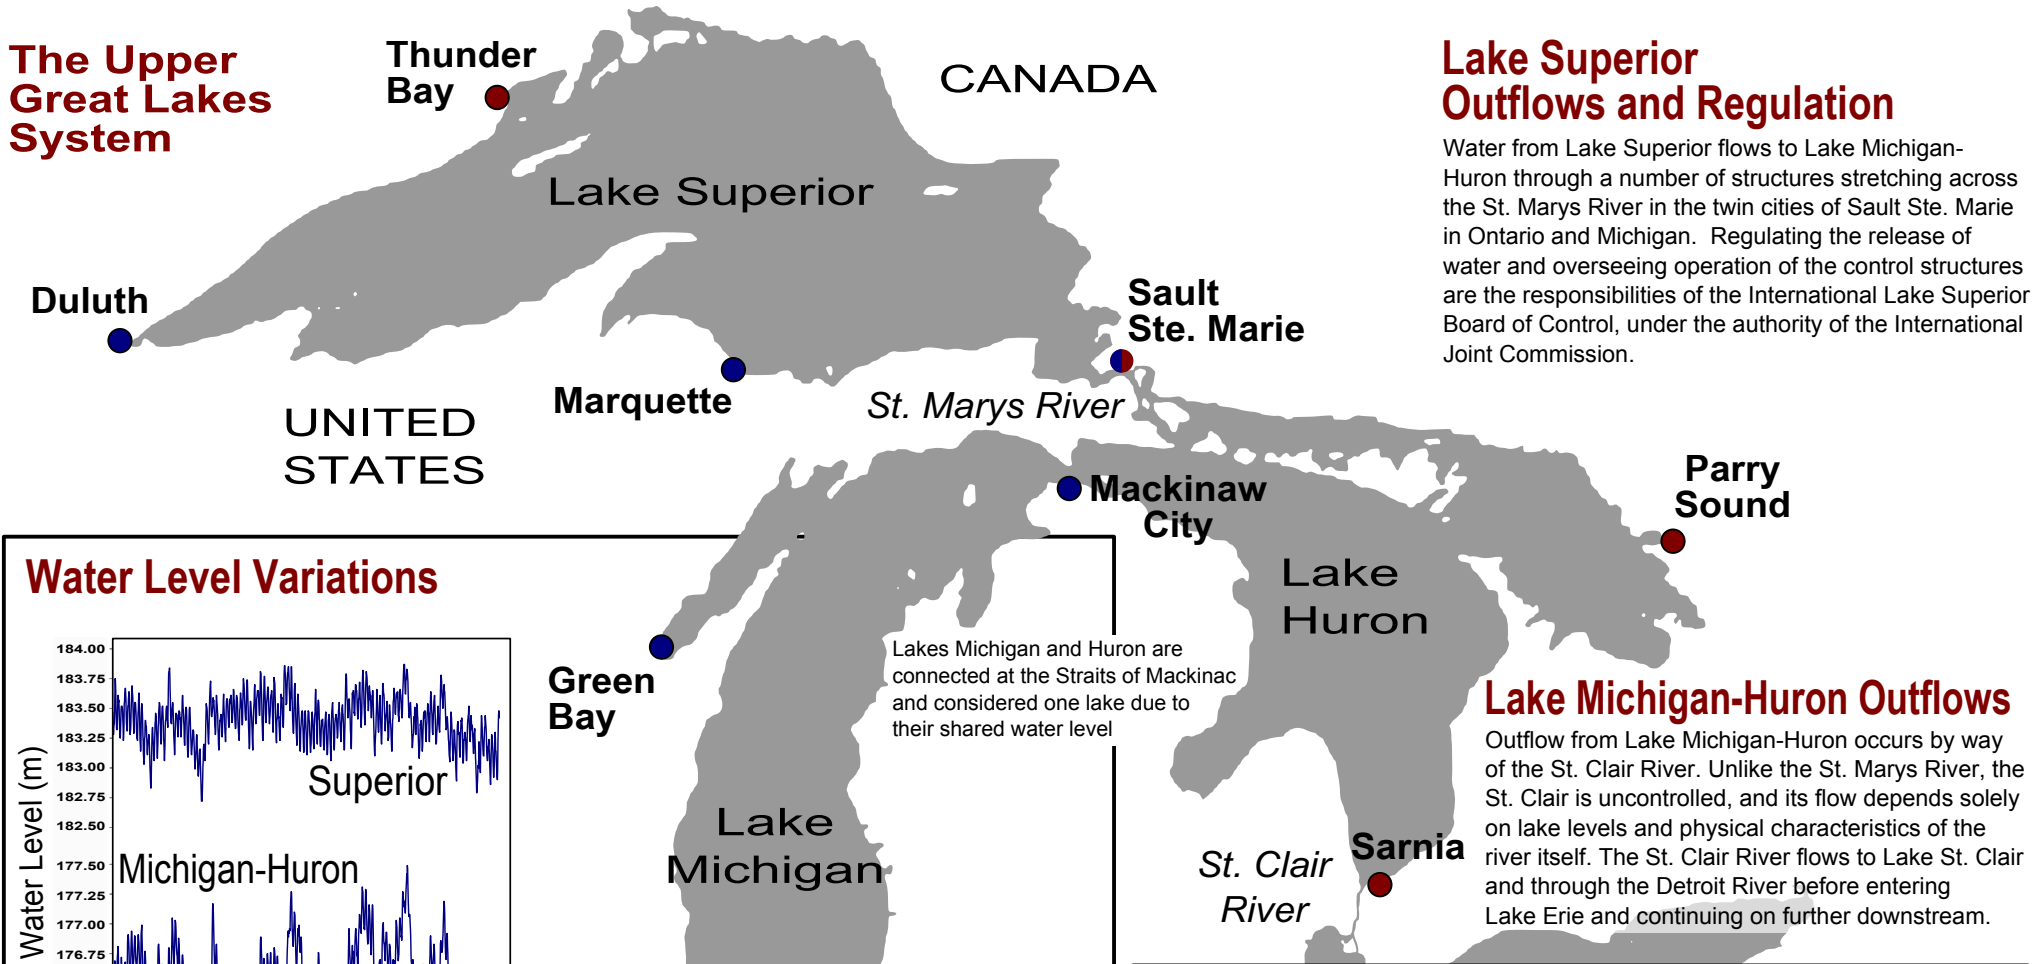 The Upper
Great Lakes
System
Thunder
Bay
CANADA
Lake Superior
Duluth
Marquette
UNITED
STATES
Sault
Ste. Marie
St. Marys River
Mackinaw
City
Parry
Sound
Lake
Huron
Green
Bay
Lake
Michigan
St. Clair
River
Sarnia
Lake Superior
Outflows and Regulation
Water from Lake Superior flows to Lake Michigan-
Huron through a number of structures stretching across
the St. Marys River in the twin cities of Sault Ste. Marie
in Ontario and Michigan. Regulating the release of
water and overseeing operation of the control structures
are the responsibilities of the International Lake Superior
Board of Control, under the authority of the International
Joint Commission.
Lakes Michigan and Huron are
connected at the Straits of Mackinac
and considered one lake due to
their shared water level
Lake Michigan-Huron Outflows
Outflow from Lake Michigan-Huron occurs by way
of the St. Clair River. Unlike the St. Marys River, the
St. Clair is uncontrolled, and its flow depends solely
on lake levels and physical characteristics of the
river itself. The St. Clair River flows to Lake St. Clair
and through the Detroit River before entering
Lake Erie and continuing on further downstream.
Water Level Variations
Water Level (m)
184.00
183.75
183.50
183.25
183.00
182.75
182.50
Superior
177.50
177.25
177.00
176.75
Michigan-Huron